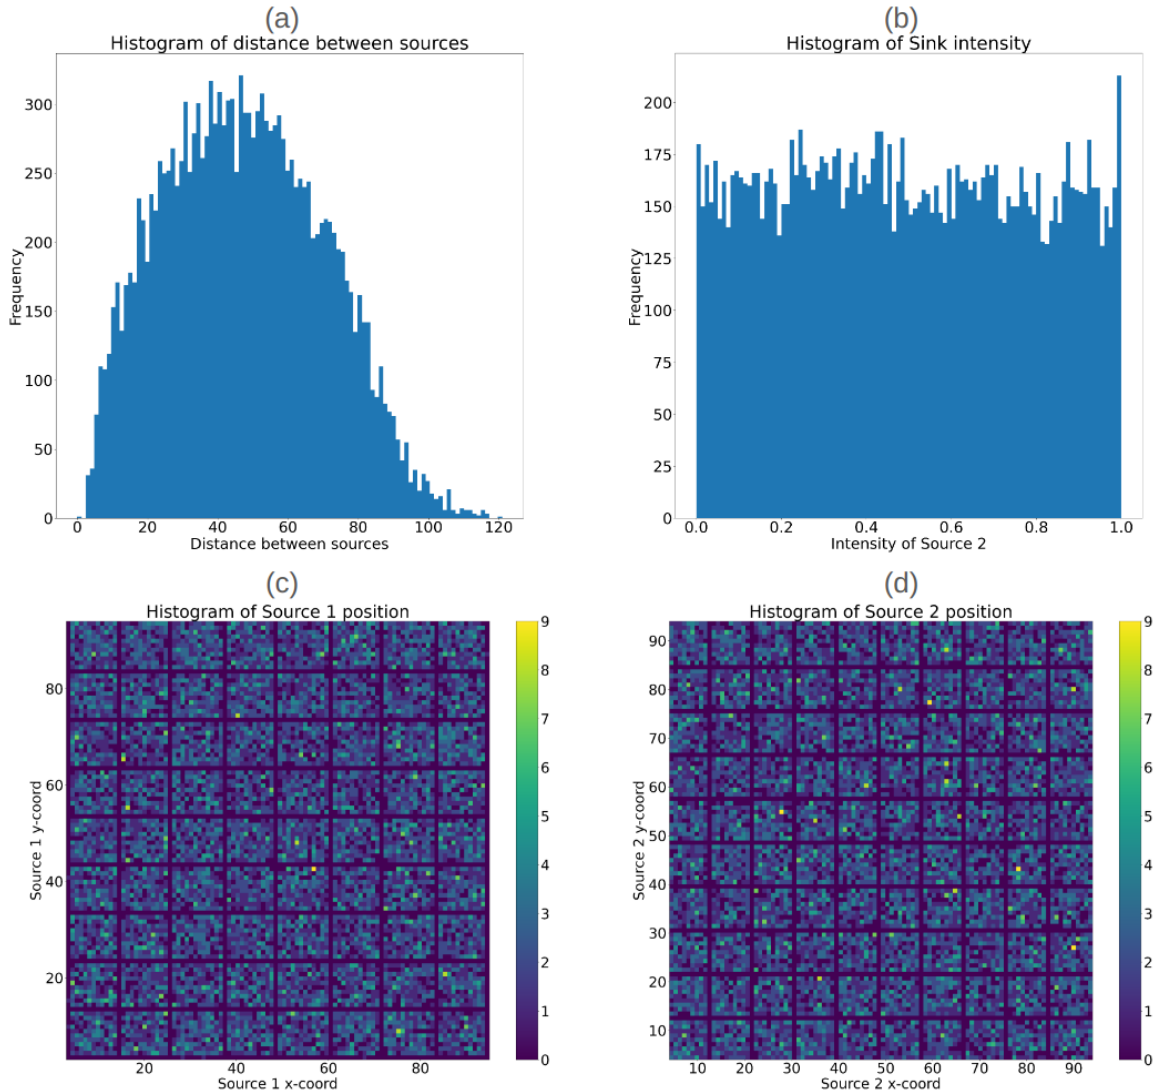 (a)
Histogram of distance between sources
Frequency
300
250
200
150
100
50
0
0 20 40 60 80 100 120
Distance between sources
(b)
Histogram of Sink intensity
Frequency
200
175
150
125
100
75
50
25
0
0.0 0.2 0.4 0.6 0.8 1.0
Intensity of Source 2
(c)
Histogram of Source 1 position
Source 1 y-coord
80
60
40
20
20 40 60 80
Source 1 x-coord
9
8
7
6
5
4
3
2
1
0
(d)
Histogram of Source 2 position
Source 2 y-coord
90
80
70
60
50
40
30
20
10
10 20 30 40 50 60 70 80 90
Source 2 x-coord
9
8
7
6
5
4
3
2
1
0